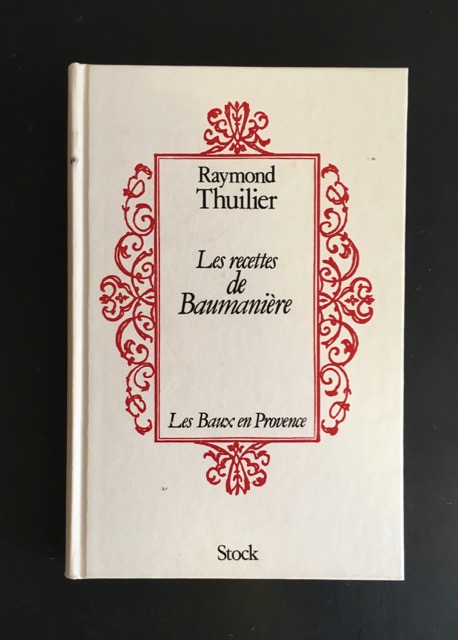 Raymond
Thuilier
Les recettes
de
Baumanière
Les Baux en Provence
Stock